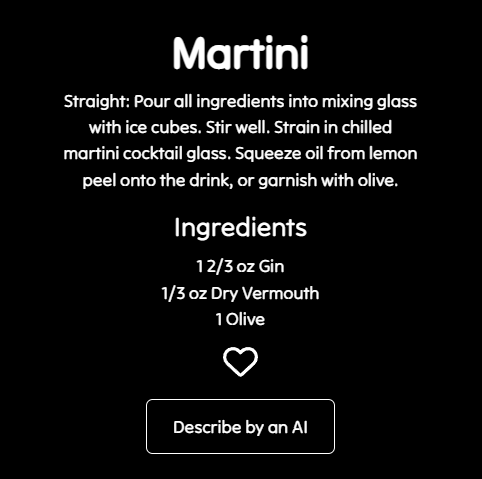 Martini
Straight: Pour all ingredients into mixing glass
with ice cubes. Stir well. Strain in chilled
martini cocktail glass. Squeeze oil from lemon
peel onto the drink, or garnish with olive.
Ingredients
1 2/3 oz Gin
1/3 oz Dry Vermouth
1 Olive
Describe by an AI